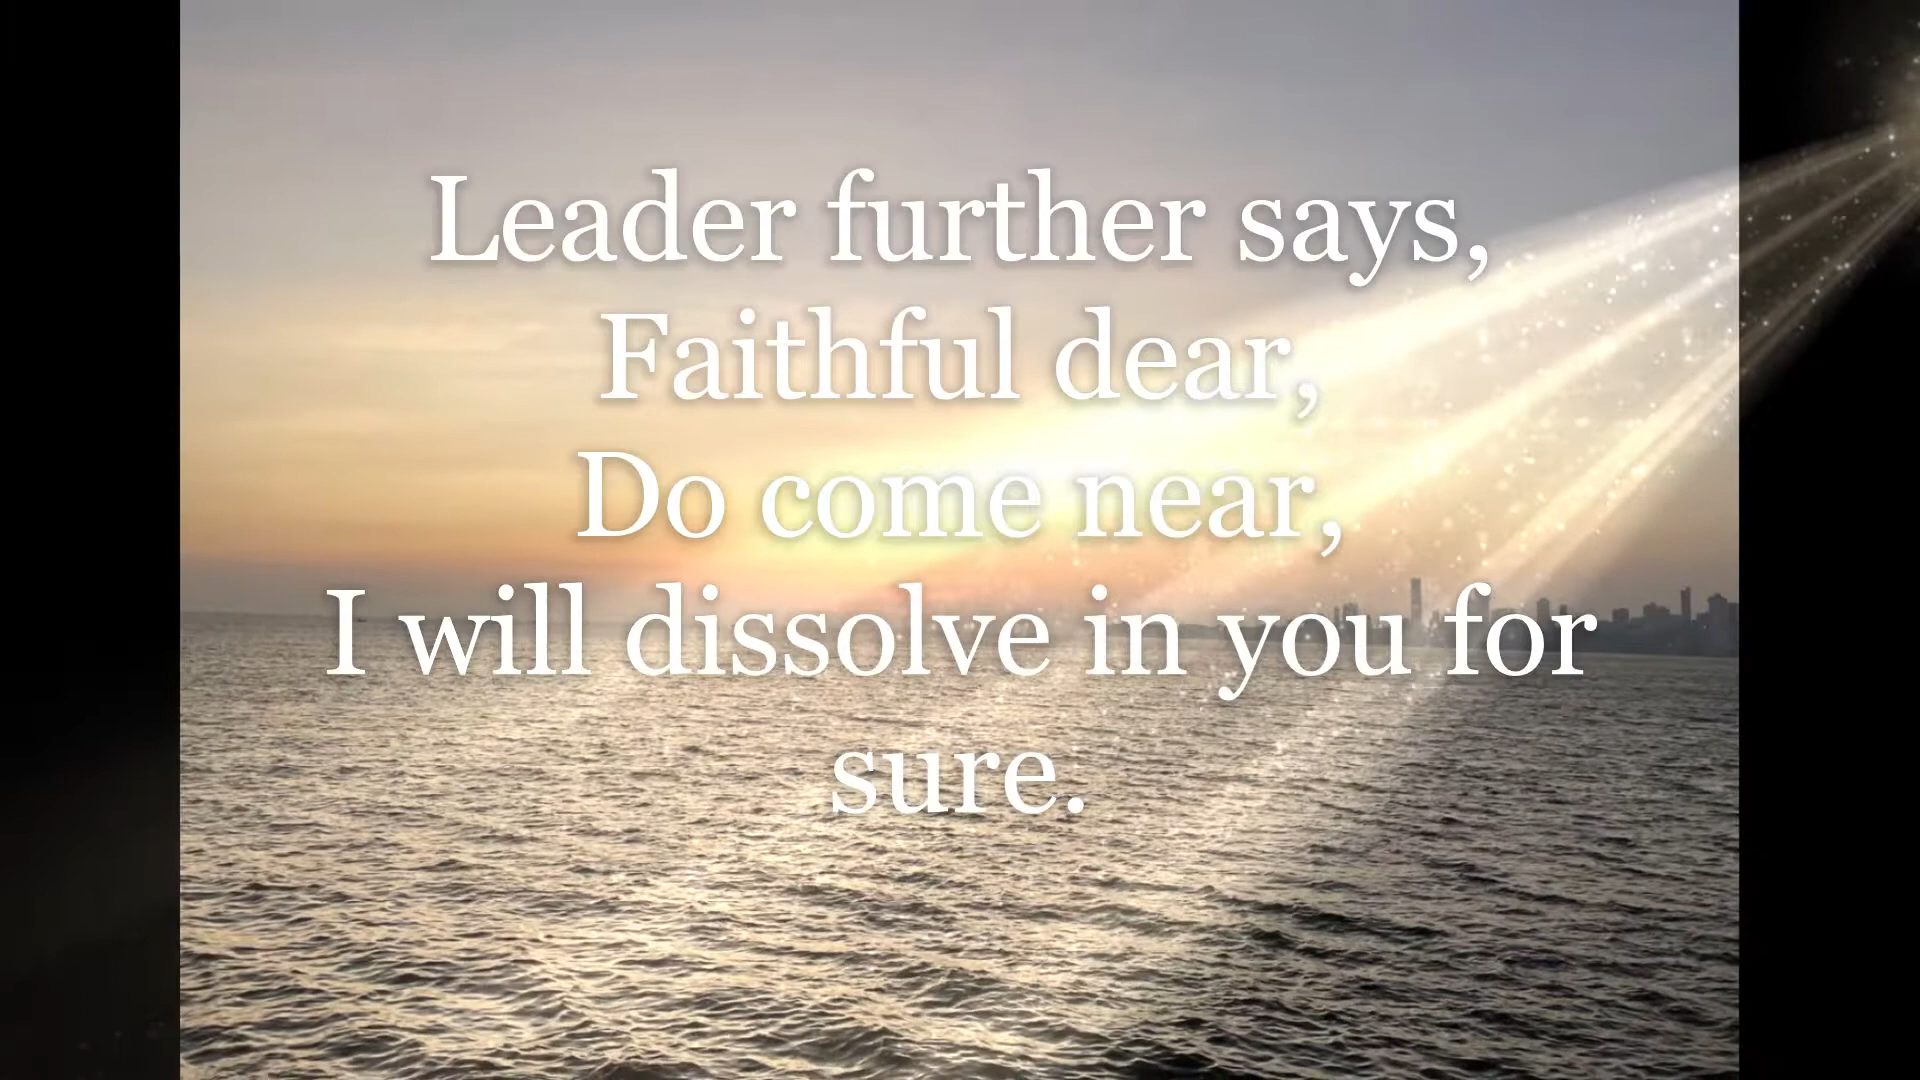 Leader further says,
Faithful dear,
Do come near,
I will dissolve in you for
sure.